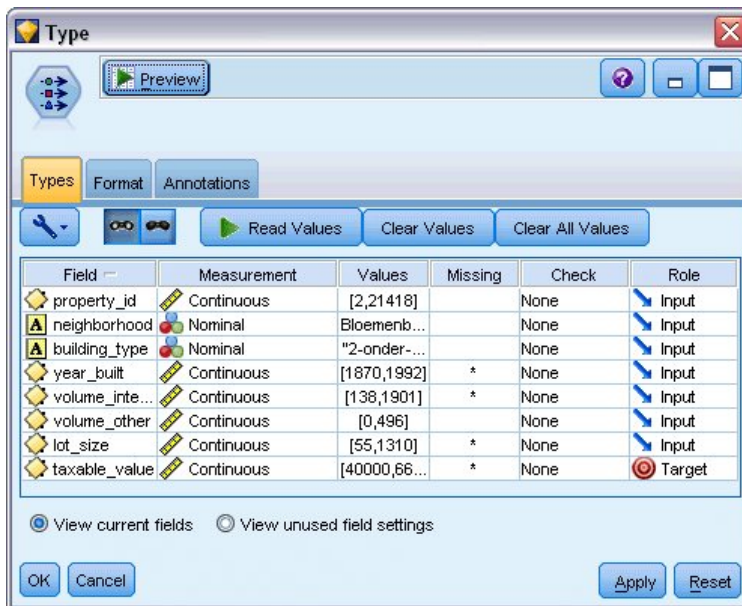 Type
Preview
Types Format Annotations
Read Values Clear Values Clear All Values
Field Measurement Values Missing Check Role
property_id Continuous [2,21418] None Input
A neighborhood Nominal Bloemenb... None Input
A building_type Nominal "2-onder-... None Input
year_built Continuous [1870,1992] * None Input
volume_inte... Continuous [138,1901] * None Input
volume_other Continuous [0,496] None Input
lot_size Continuous [55,1310] * None Input
taxable_value Continuous [40000,66... * None Target
View current fields View unused field settings
OK Cancel Apply Reset